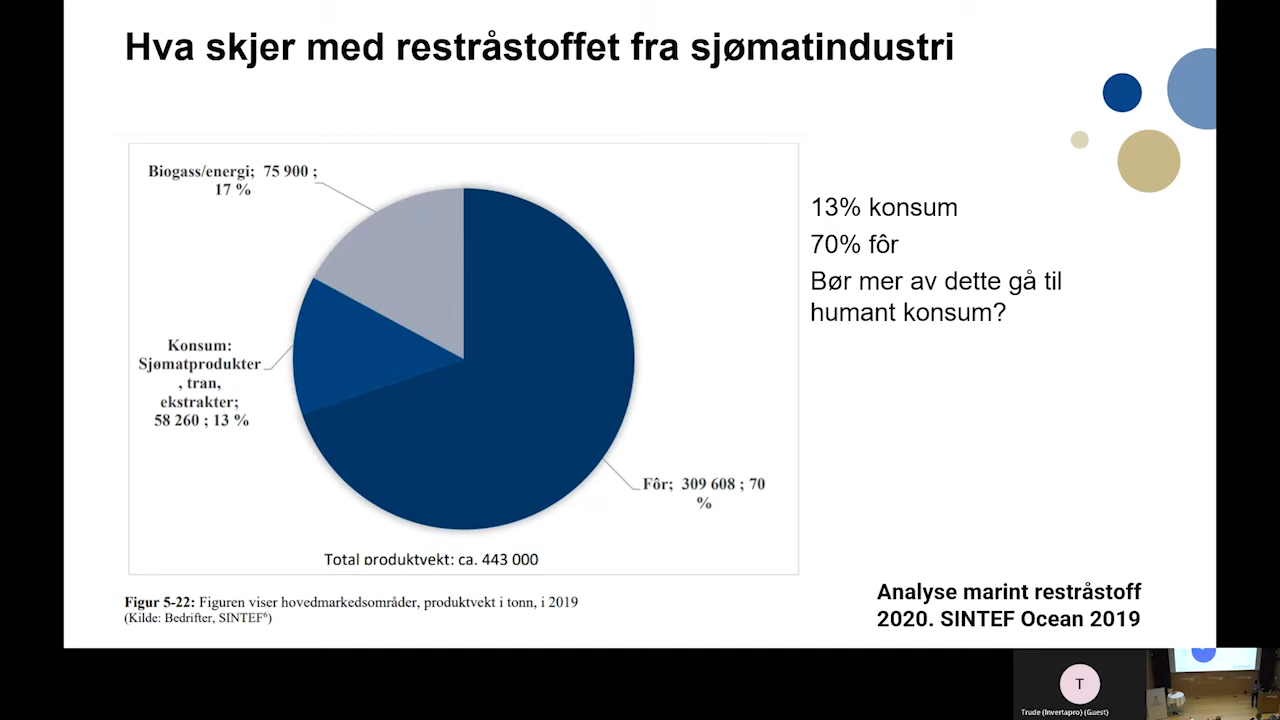 Hva skjer med restråstoffet fra sjømatindustri
Biogass/energi; 75 900 ;
17 %
Konsum:
Sjømatprodukter
, tran,
ekstrakter;
58 260 ; 13 %
Fôr; 309 608 ; 70
%
Total produktvekt: ca. 443 000
Figur 5-22: Figuren viser hovedmarkedsområder, produktvekt i tonn, i 2019
(Kilde: Bedrifter, SINTEF⁶)
13% konsum
70% fôr
Bør mer av dette gå til
humant konsum?
Analyse marint restråstoff
2020. SINTEF Ocean 2019
T
Trude (Invertapro) (Guest)